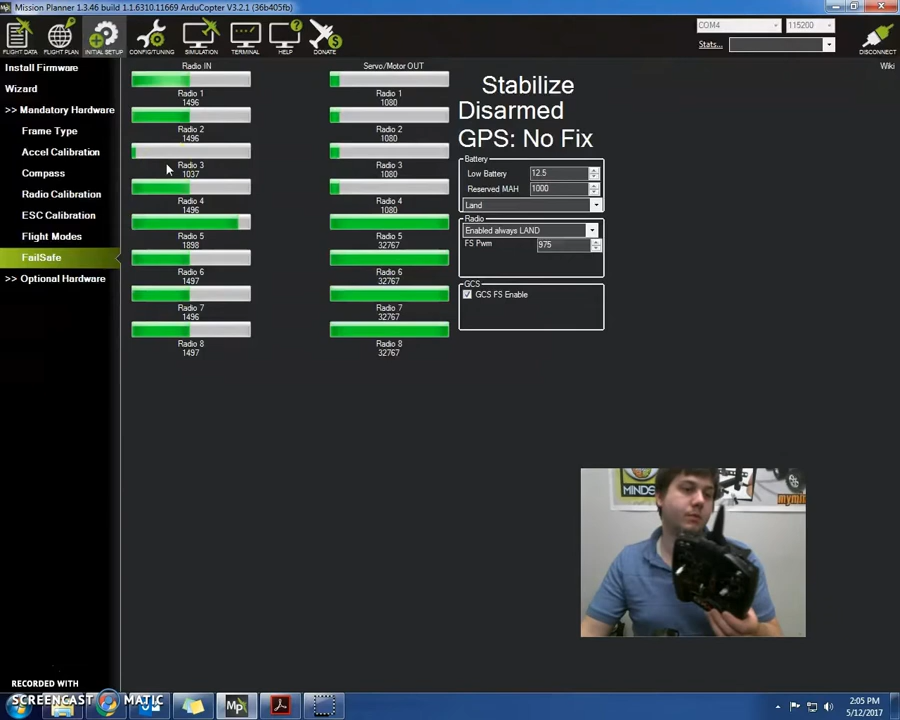 Mission Planner 1.3.46 build 1.1.6310.11669 ArduCopter V3.2.1 (36b405fb)
FLIGHT DATA
FLIGHT PLAN
INITIAL SETUP
CONFIG/TUNING
SIMULATION
TERMINAL
HELP
DONATE
COM4
115200
Stats...
DISCONNECT
Install Firmware
Wizard
>> Mandatory Hardware
Frame Type
Accel Calibration
Compass
Radio Calibration
ESC Calibration
Flight Modes
FailSafe
>> Optional Hardware
Radio IN
Radio 1
1496
Radio 2
1496
Radio 3
1037
Radio 4
1496
Radio 5
1898
Radio 6
1497
Radio 7
1496
Radio 8
1497
Servo/Motor OUT
Radio 1
1080
Radio 2
1080
Radio 3
1080
Radio 4
1080
Radio 5
32767
Radio 6
32767
Radio 7
32767
Radio 8
32767
Wiki
Stabilize
Disarmed
GPS: No Fix
Battery
Low Battery 12.5
Reserved MAH 1000
Land
Radio
Enabled always LAND
FS Pwm 975
GCS
GCS FS Enable
MINDS
mymin
RECORDED WITH
SCREENCAST MATIC
Mp
2:05 PM
5/12/2017